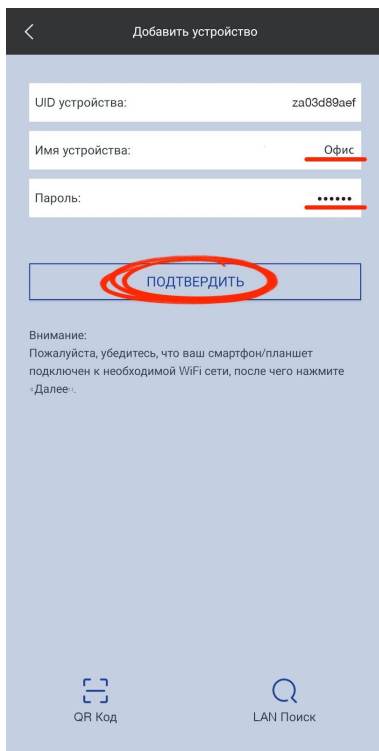 Добавить устройство
UID устройства: za03d89aef
Имя устройства: Офис
Пароль: ••••••
ПОДТВЕРДИТЬ
Внимание:
Пожалуйста, убедитесь, что ваш смартфон/планшет
подключен к необходимой WiFi сети, после чего нажмите
«Далее».
QR Код LAN Поиск